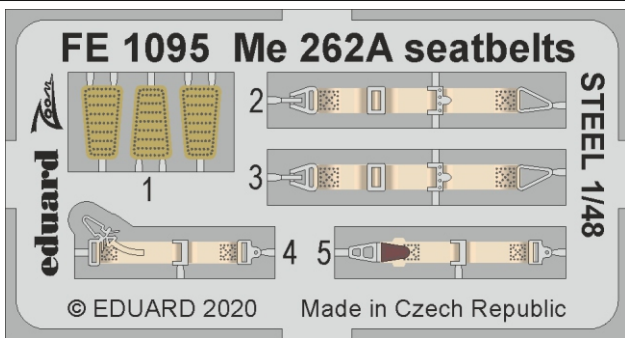 FE 1095 Me 262A seatbelts
eduard
Zoom
STEEL 1/48
1
2
3
4
5
© EDUARD 2020 Made in Czech Republic